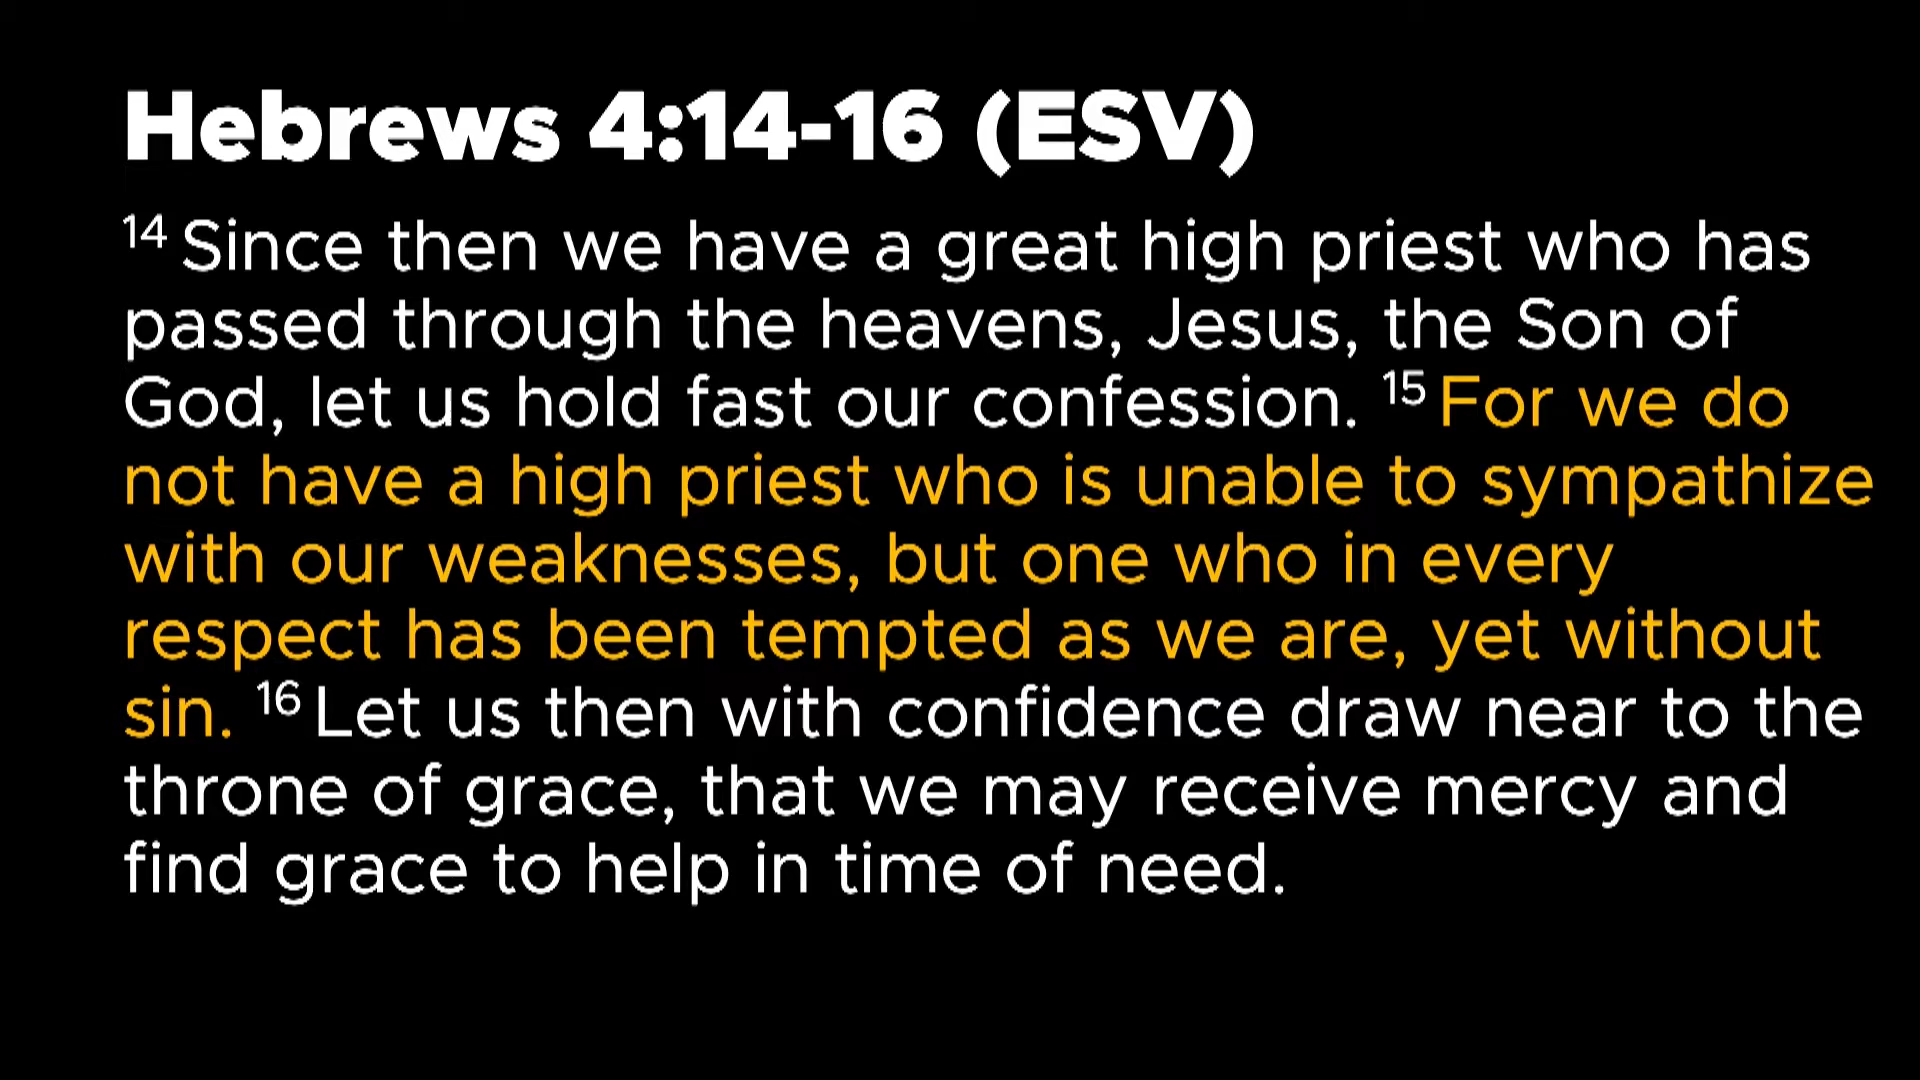 Hebrews 4:14-16 (ESV)
14 Since then we have a great high priest who has
passed through the heavens, Jesus, the Son of
God, let us hold fast our confession. 15 For we do
not have a high priest who is unable to sympathize
with our weaknesses, but one who in every
respect has been tempted as we are, yet without
sin. 16 Let us then with confidence draw near to the
throne of grace, that we may receive mercy and
find grace to help in time of need.